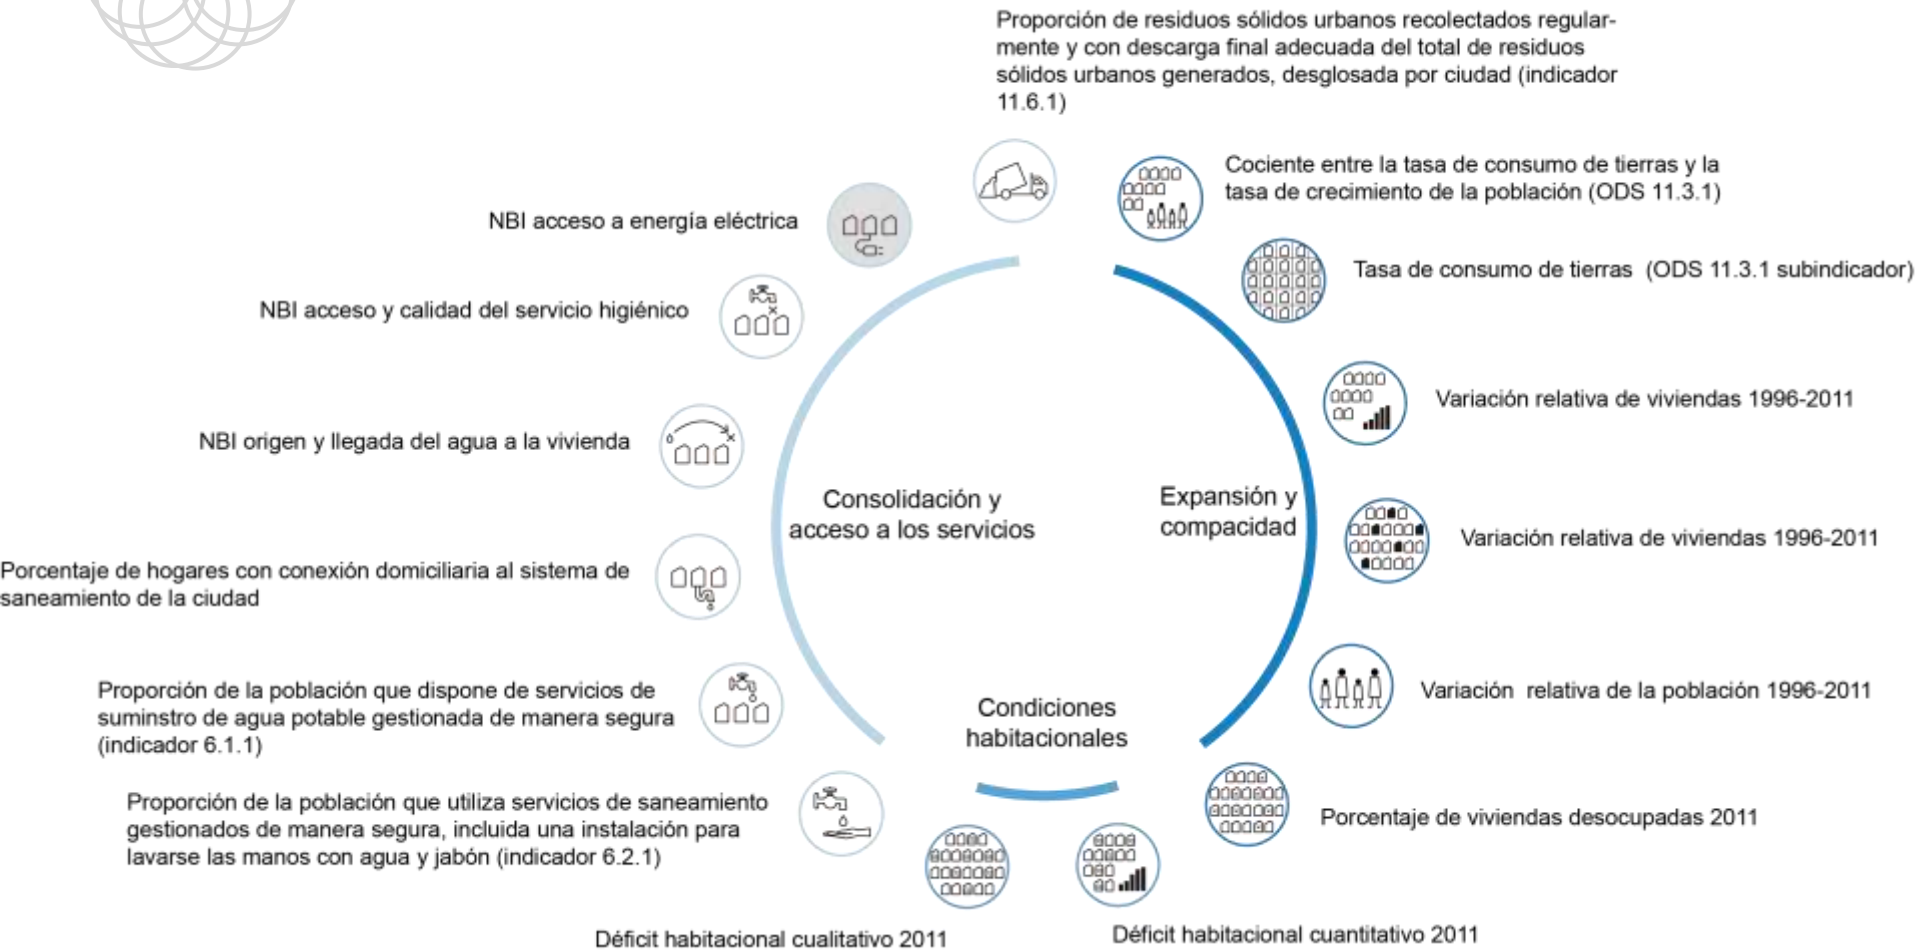 Proporción de residuos sólidos urbanos recolectados regular-
mente y con descarga final adecuada del total de residuos
sólidos urbanos generados, desglosada por ciudad (indicador
11.6.1)
Cociente entre la tasa de consumo de tierras y la
tasa de crecimiento de la población (ODS 11.3.1)
NBI acceso a energía eléctrica
Tasa de consumo de tierras (ODS 11.3.1 subindicador)
NBI acceso y calidad del servicio higiénico
Variación relativa de viviendas 1996-2011
NBI origen y llegada del agua a la vivienda
Consolidación y
acceso a los servicios
Expansión y
compacidad
Variación relativa de viviendas 1996-2011
Porcentaje de hogares con conexión domiciliaria al sistema de
saneamiento de la ciudad
Proporción de la población que dispone de servicios de
suminstro de agua potable gestionada de manera segura
(indicador 6.1.1)
Condiciones
habitacionales
Variación relativa de la población 1996-2011
Proporción de la población que utiliza servicios de saneamiento
gestionados de manera segura, incluida una instalación para
lavarse las manos con agua y jabón (indicador 6.2.1)
Porcentaje de viviendas desocupadas 2011
Déficit habitacional cualitativo 2011
Déficit habitacional cuantitativo 2011